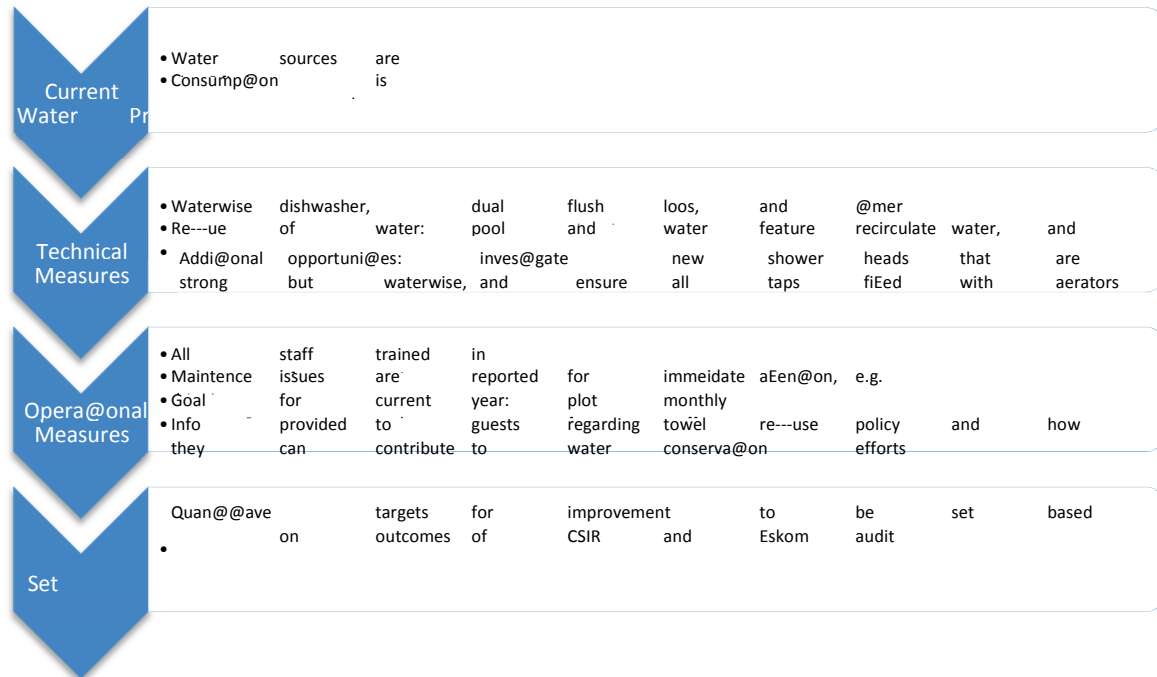 Current
Water Pr
• Water sources are
• Consump@on is
Technical
Measures
• Waterwise dishwasher, dual flush loos, and @mer
• Re---ue of water: pool and water feature recirculate water, and
• Addi@onal opportuni@es: inves@gate new shower heads that are
strong but waterwise, and ensure all taps fiEed with aerators
Opera@onal
Measures
• All staff trained in
• Maintence issues are reported for immeidate aEen@on, e.g.
• Goal for current year: plot monthly
• Info provided to guests regarding towel re---use policy and how
they can contribute to water conserva@on efforts
Set
Quan@@ave targets for improvement to be set based
on outcomes of CSIR and Eskom audit
•